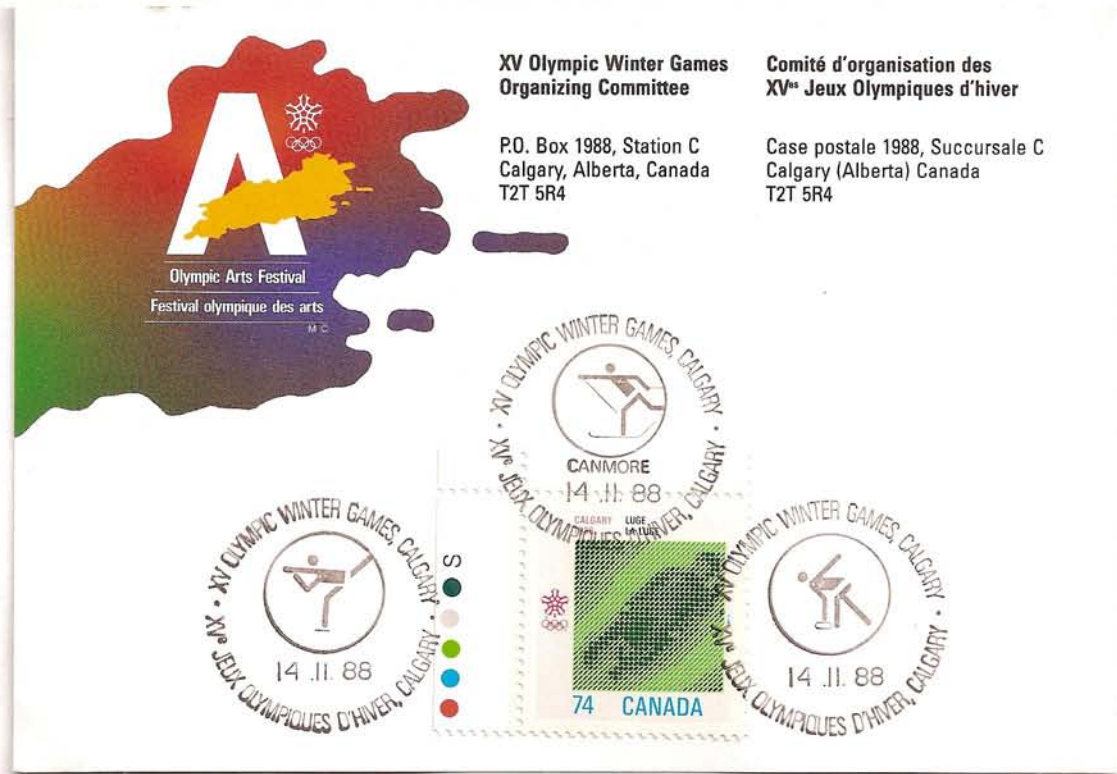 XV Olympic Winter Games
Organizing Committee
P.O. Box 1988, Station C
Calgary, Alberta, Canada
T2T 5R4
Comité d'organisation des
XVes Jeux Olympiques d'hiver
Case postale 1988, Succursale C
Calgary (Alberta) Canada
T2T 5R4
A
Olympic Arts Festival
Festival olympique des arts
MC
XV OLYMPIC WINTER GAMES, CALGARY •
XVe JEUX OLYMPIQUES D'HIVER, CALGARY •
CANMORE
14 .II. 88
S
CALGARY
LUGE
LA LUGE
74 CANADA
XV OLYMPIC WINTER GAMES, CALGARY •
XVe JEUX OLYMPIQUES D'HIVER, CALGARY •
14 .II. 88
XV OLYMPIC WINTER GAMES, CALGARY •
XVe JEUX OLYMPIQUES D'HIVER, CALGARY •
14 .II. 88